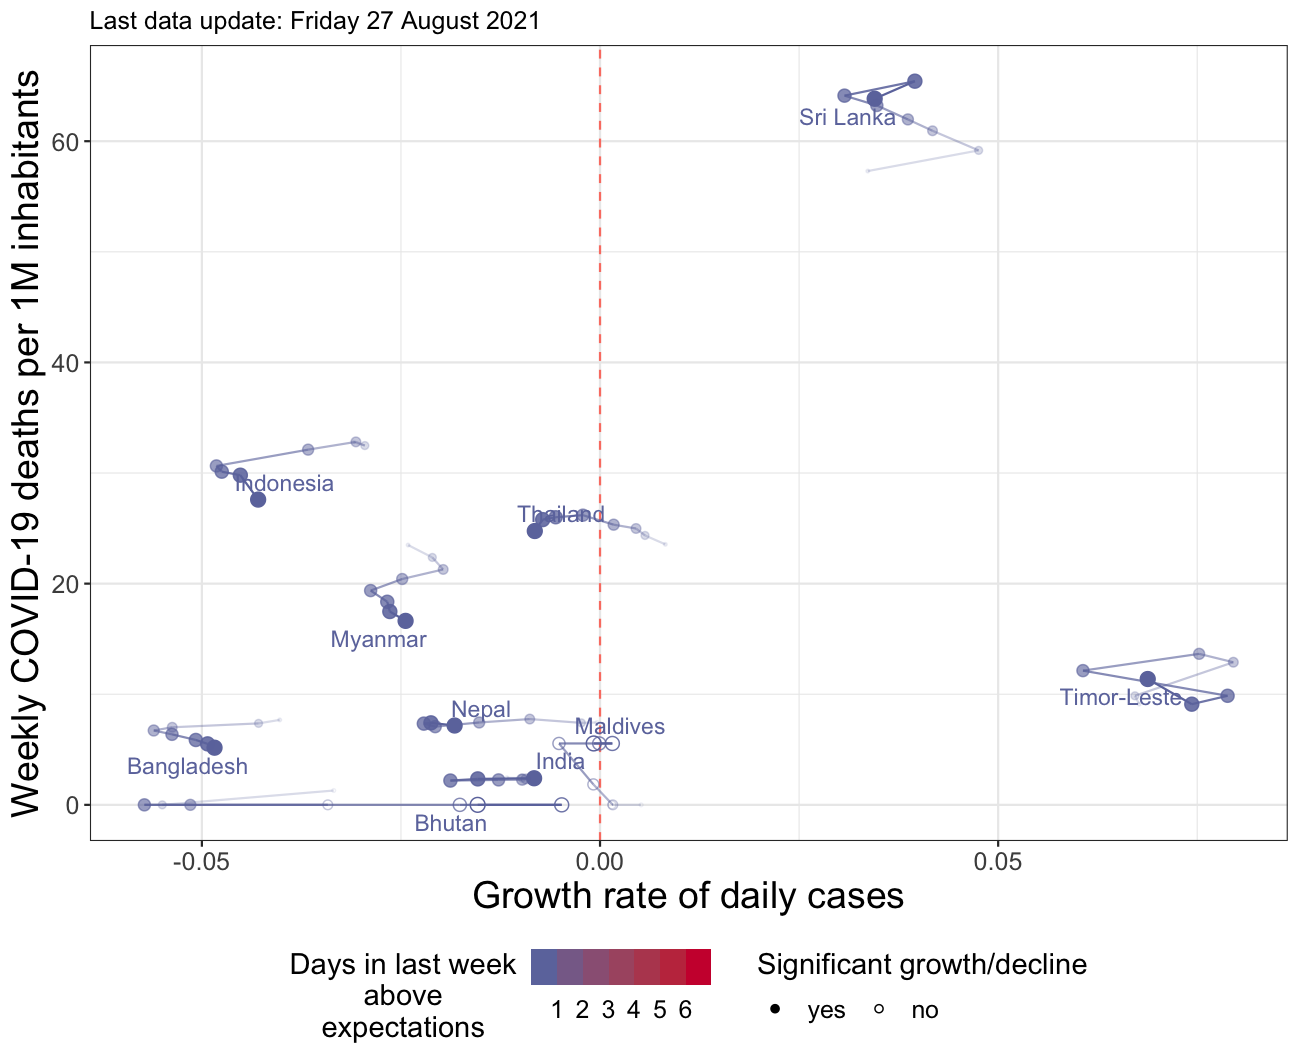 Last data update: Friday 27 August 2021
Weekly COVID-19 deaths per 1M inhabitants
60
40
20
0
Sri Lanka
Indonesia
Thailand
Myanmar
Timor-Leste
Nepal
Maldives
Bangladesh
India
Bhutan
-0.05
0.00
0.05
Growth rate of daily cases
Days in last week
above
expectations
1 2 3 4 5 6
Significant growth/decline
yes
no